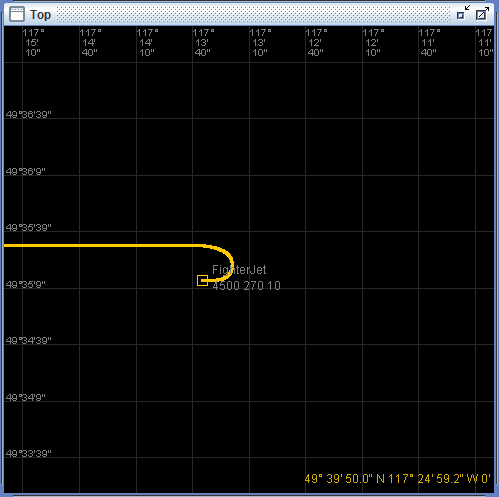 Top
117° 117 117 117 117 117 117 117 117
15' 14' 14' 13' 13' 12' 12' 11' 11'
10" 40" 10" 40" 10" 40" 10" 40" 10"
49°36'39"
49°36'9"
49°35'39"
FighterJet
49°35'9"
4500 270 10
49°34'39"
49°34'9"
49°33'39"
49° 39' 50.0" N 117° 24' 59.2" W 0'